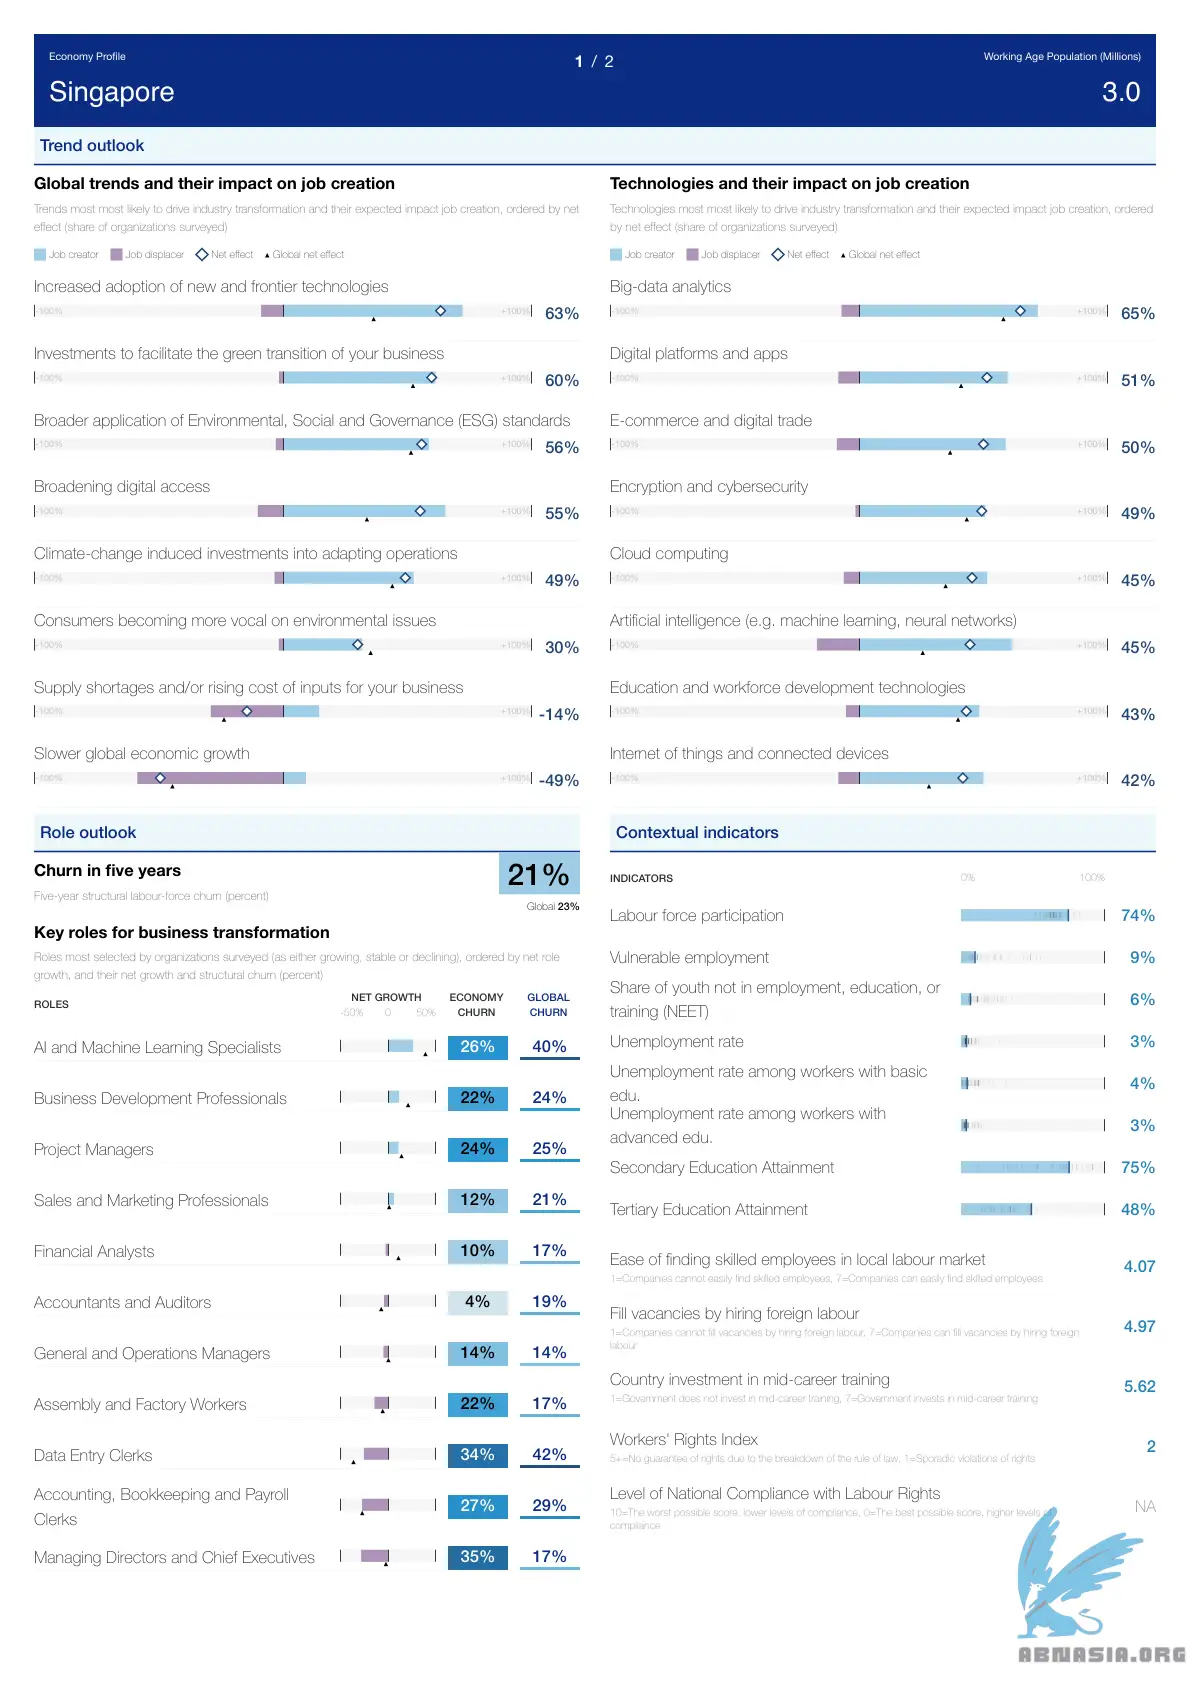 Economy Profile
1 / 2
Working Age Population (Millions)
Singapore
3.0
Trend outlook
Global trends and their impact on job creation
Trends most most likely to drive industry transformation and their expected impact job creation, ordered by net
effect (share of organizations surveyed)
Job creator Job displacer Net effect Global net effect
Increased adoption of new and frontier technologies
-100% +100% 63%
Investments to facilitate the green transition of your business
-100% +100% 60%
Broader application of Environmental, Social and Governance (ESG) standards
-100% +100% 56%
Broadening digital access
-100% +100% 55%
Climate-change induced investments into adapting operations
-100% +100% 49%
Consumers becoming more vocal on environmental issues
-100% +100% 30%
Supply shortages and/or rising cost of inputs for your business
-100% +100% -14%
Slower global economic growth
-100% +100% -49%
Technologies and their impact on job creation
Technologies most most likely to drive industry transformation and their expected impact job creation, ordered
by net effect (share of organizations surveyed)
Job creator Job displacer Net effect Global net effect
Big-data analytics
-100% +100% 65%
Digital platforms and apps
-100% +100% 51%
E-commerce and digital trade
-100% +100% 50%
Encryption and cybersecurity
-100% +100% 49%
Cloud computing
-100% +100% 45%
Artificial intelligence (e.g. machine learning, neural networks)
-100% +100% 45%
Education and workforce development technologies
-100% +100% 43%
Internet of things and connected devices
-100% +100% 42%
Role outlook
Churn in five years
21%
Five-year structural labour-force churn (percent)
Global 23%
Key roles for business transformation
Roles most selected by organizations surveyed (as either growing, stable or declining), ordered by net role
growth, and their net growth and structural churn (percent)
ROLES NET GROWTH ECONOMY CHURN GLOBAL CHURN
-50% 0 50%
AI and Machine Learning Specialists 26% 40%
Business Development Professionals 22% 24%
Project Managers 24% 25%
Sales and Marketing Professionals 12% 21%
Financial Analysts 10% 17%
Accountants and Auditors 4% 19%
General and Operations Managers 14% 14%
Assembly and Factory Workers 22% 17%
Data Entry Clerks 34% 42%
Accounting, Bookkeeping and Payroll
Clerks 27% 29%
Managing Directors and Chief Executives 35% 17%
Contextual indicators
INDICATORS 0% 100%
Labour force participation 74%
Vulnerable employment 9%
Share of youth not in employment, education, or
training (NEET) 6%
Unemployment rate 3%
Unemployment rate among workers with basic
edu. 4%
Unemployment rate among workers with
advanced edu. 3%
Secondary Education Attainment 75%
Tertiary Education Attainment 48%
Ease of finding skilled employees in local labour market 4.07
1=Companies cannot easily find skilled employees, 7=Companies can easily find skilled employees
Fill vacancies by hiring foreign labour 4.97
1=Companies cannot fill vacancies by hiring foreign labour, 7=Companies can fill vacancies by hiring foreign
labour
Country investment in mid-career training 5.62
1=Government does not invest in mid-career training, 7=Government invests in mid-career training
Workers' Rights Index 2
5+=No guarantee of rights due to the breakdown of the rule of law, 1=Sporadic violations of rights
Level of National Compliance with Labour Rights NA
10=The worst possible score, lower levels of compliance, 0=The best possible score, higher levels of
compliance
ABNASIA.ORG